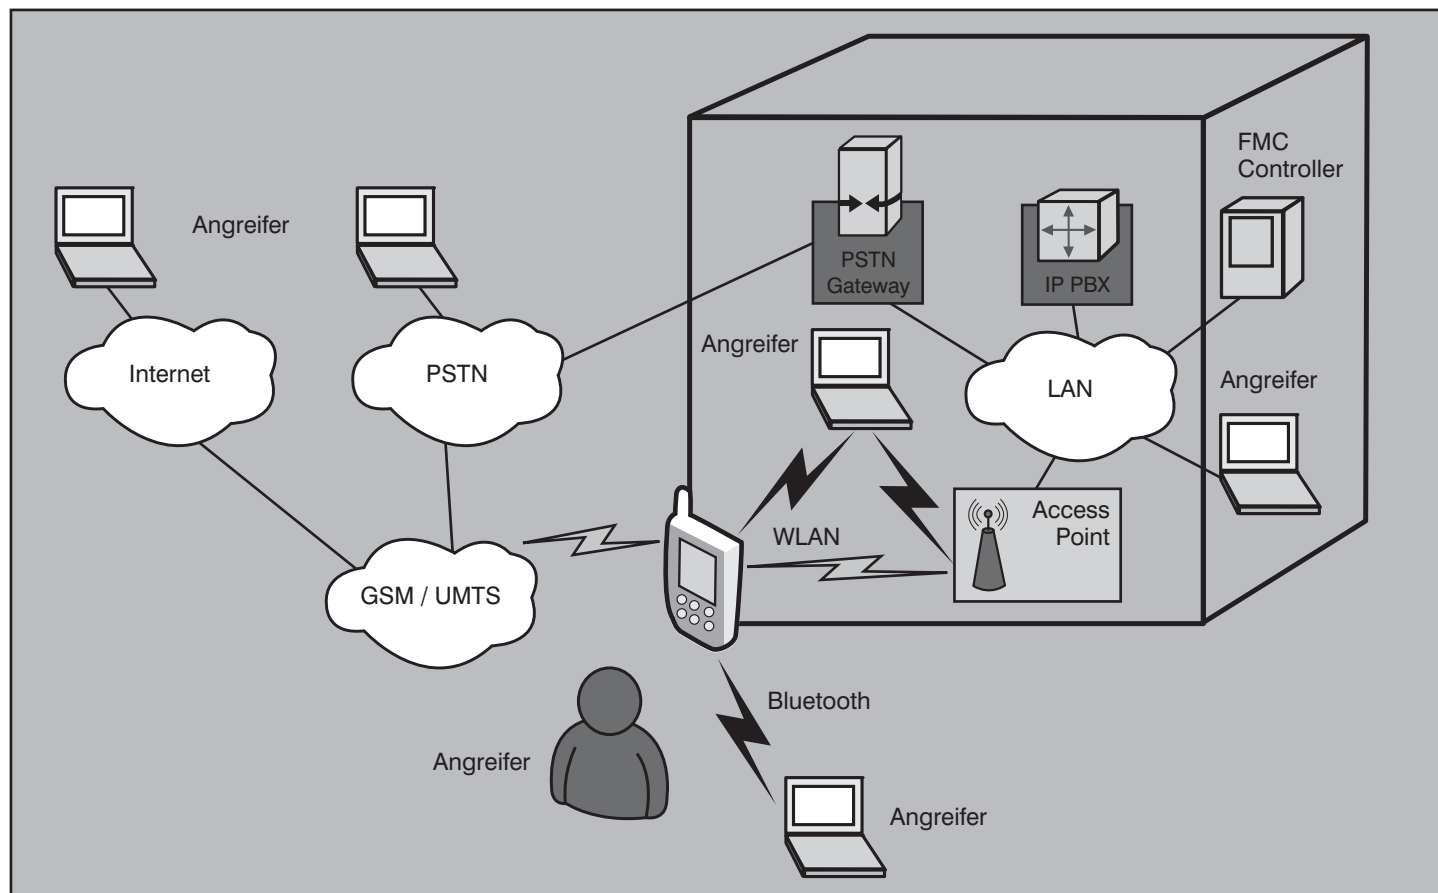 FMC
Controller
Angreifer
PSTN
Gateway
IP PBX
Angreifer
Internet
PSTN
LAN
Angreifer
Access
Point
WLAN
GSM / UMTS
Bluetooth
Angreifer
Angreifer